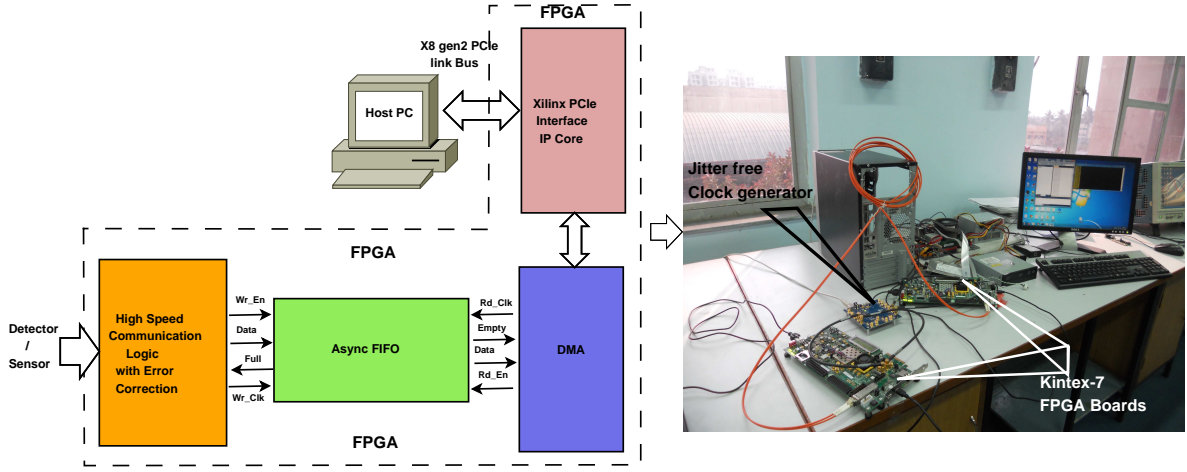 FPGA
X8 gen2 PCIe
link Bus
Host PC
Xilinx PCIe
Interface
IP Core
FPGA
Detector
/
Sensor
High Speed
Communication
Logic
with Error
Correction
Wr_En
Data
Full
Wr_Clk
Async FIFO
Rd_Clk
Empty
Data
Rd_En
DMA
FPGA
Jitter free
Clock generator
Kintex-7
FPGA Boards